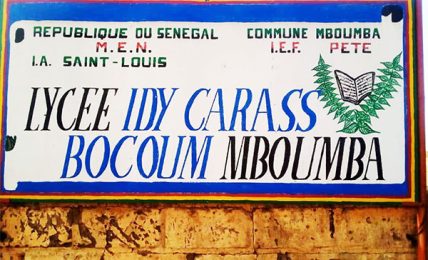 REPUBLIQUE DU SENEGAL COMMUNE MBOUMBA
M.E.N. I.E.F. PETE
I.A. SAINT-LOUIS
LYCEE IDY CARASS
BOCOUM MBOUMBA